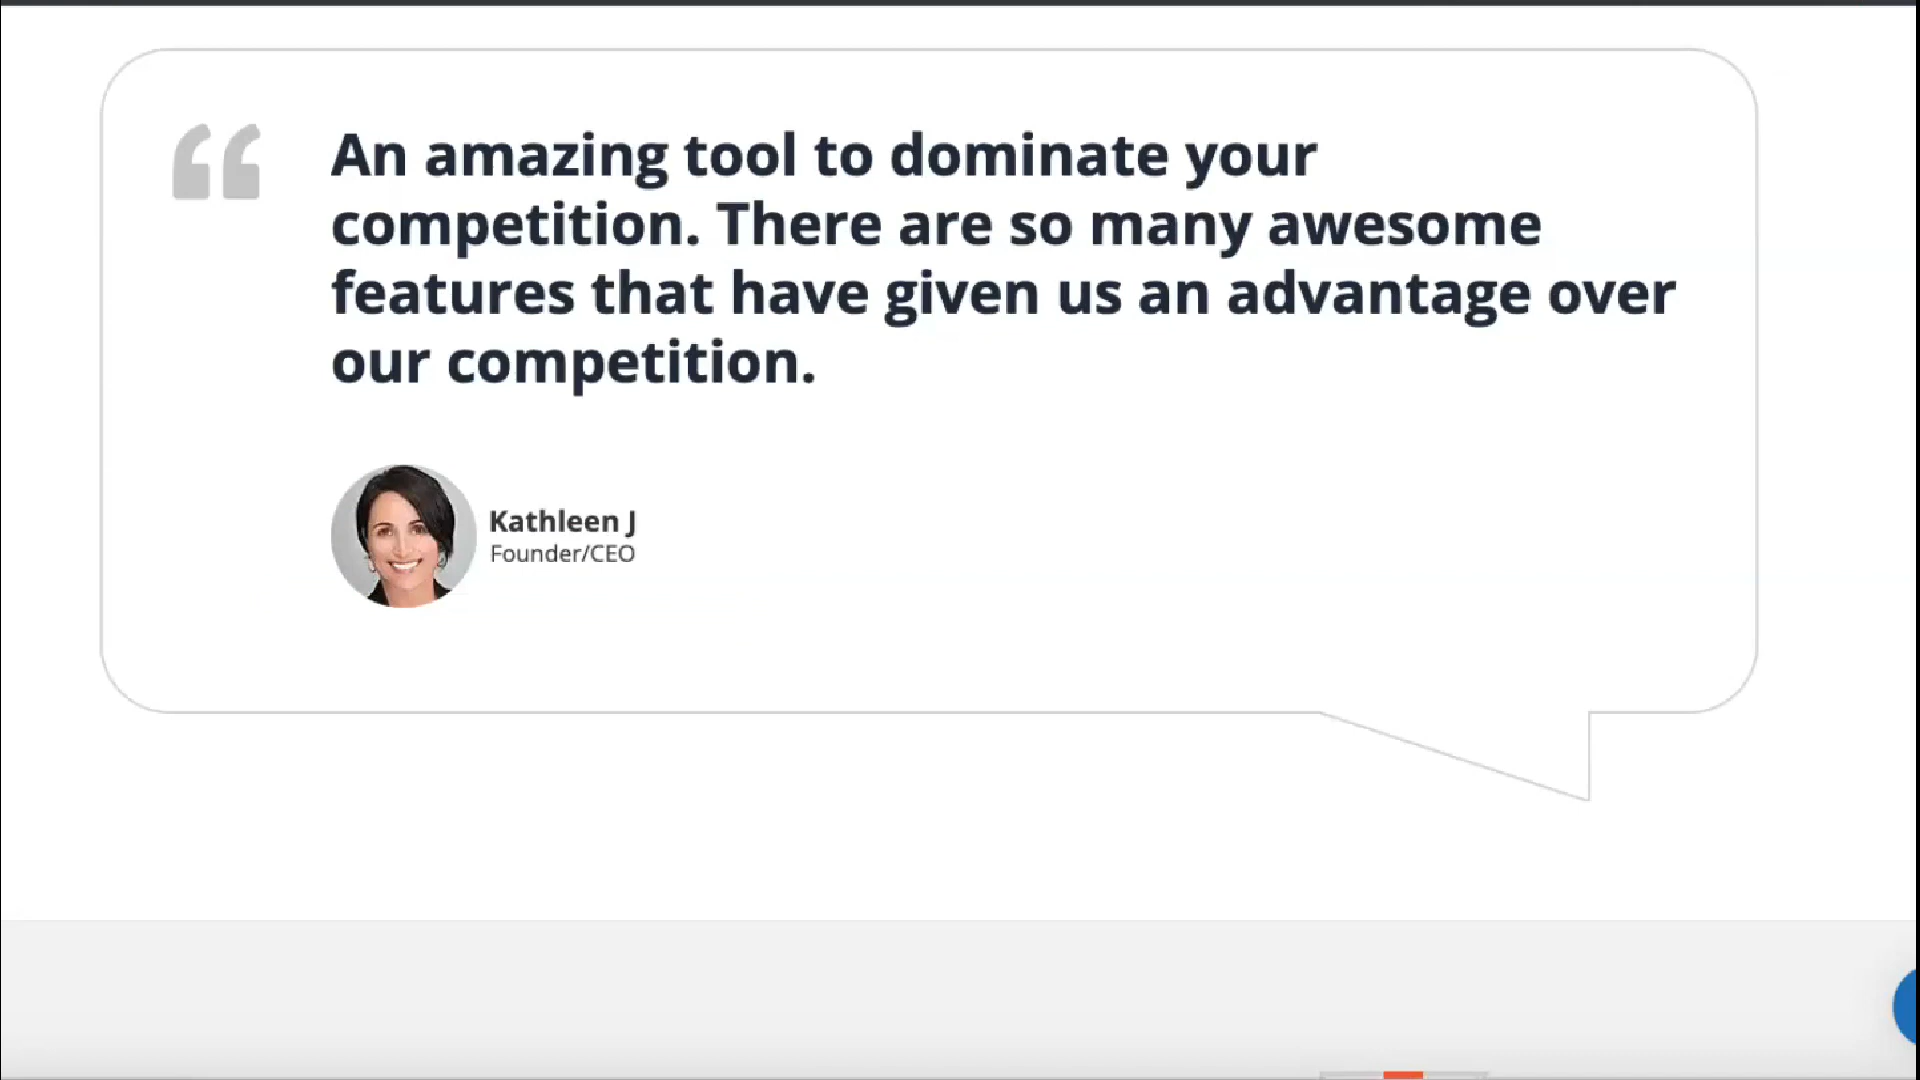 “
An amazing tool to dominate your
competition. There are so many awesome
features that have given us an advantage over
our competition.
Kathleen J
Founder/CEO